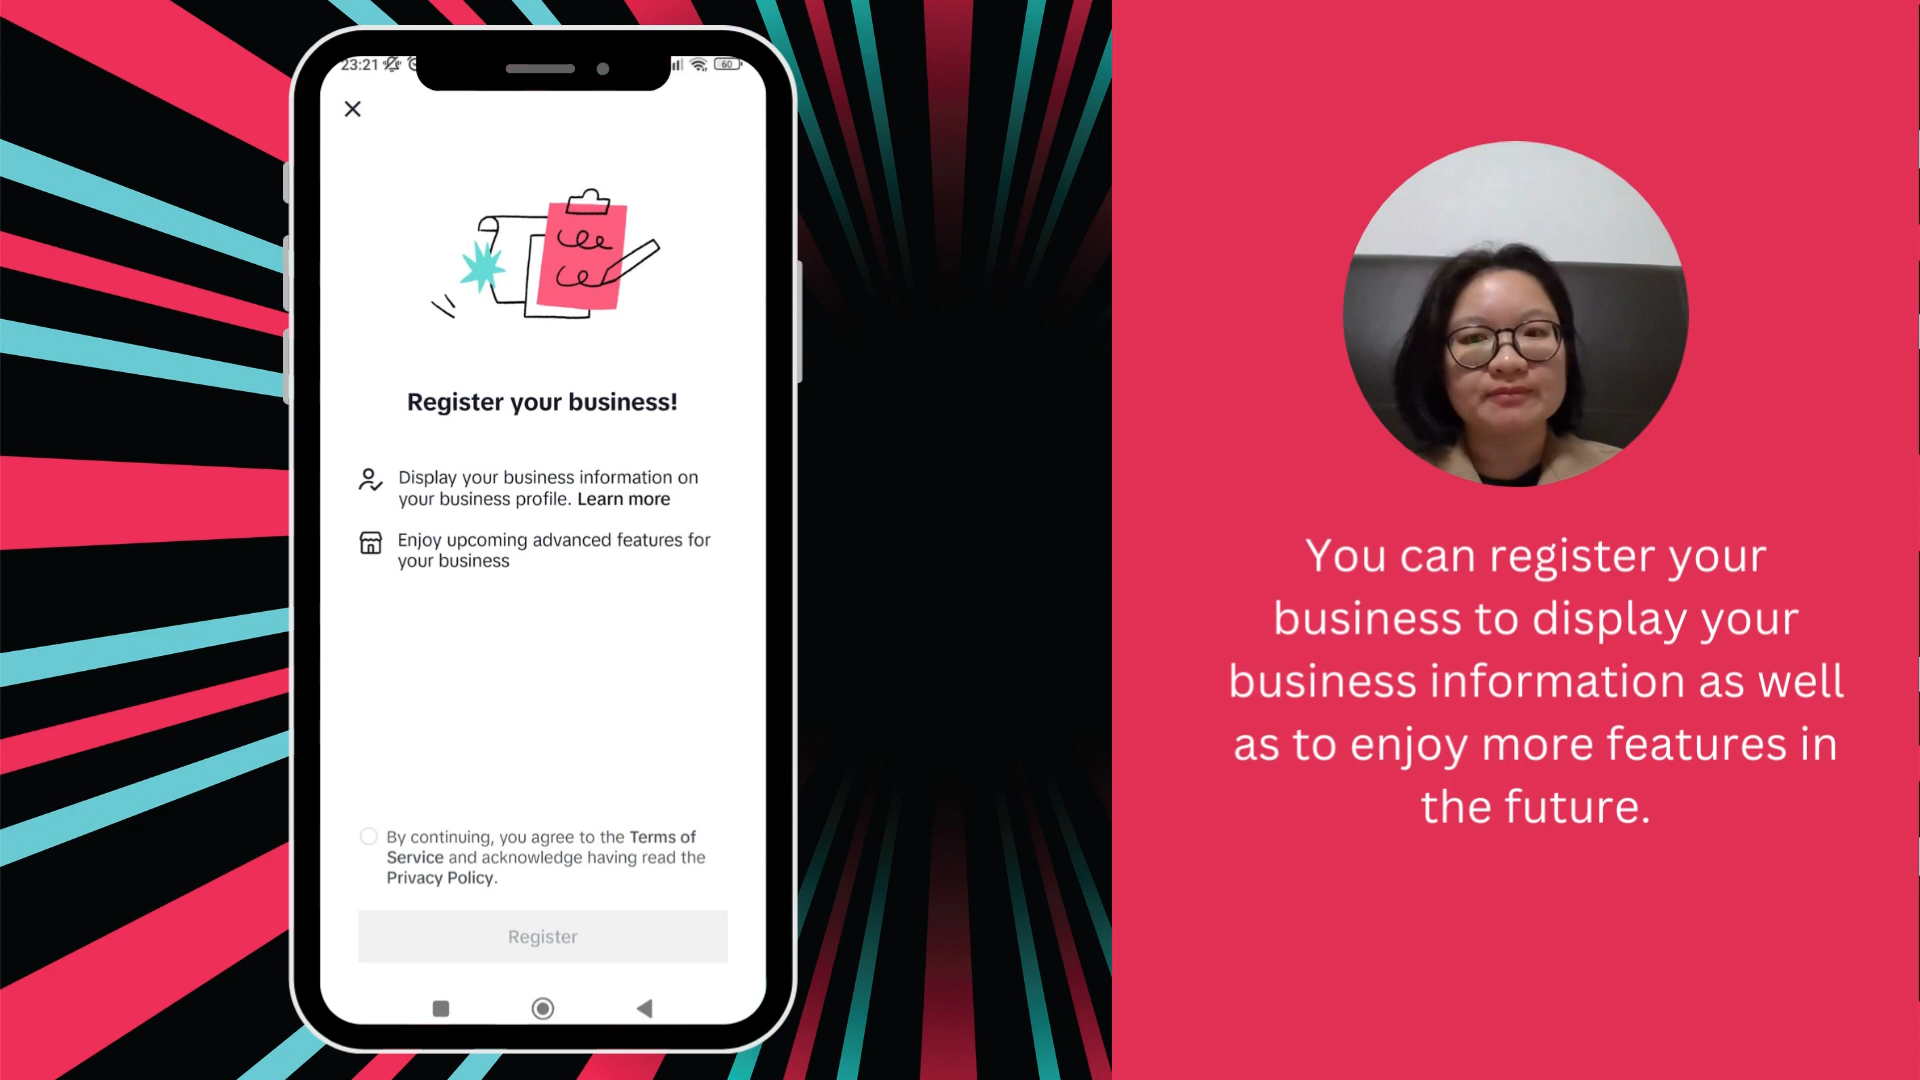 23:21
60
Register your business!
Display your business information on
your business profile. Learn more
Enjoy upcoming advanced features for
your business
By continuing, you agree to the Terms of
Service and acknowledge having read the
Privacy Policy.
Register
You can register your
business to display your
business information as well
as to enjoy more features in
the future.